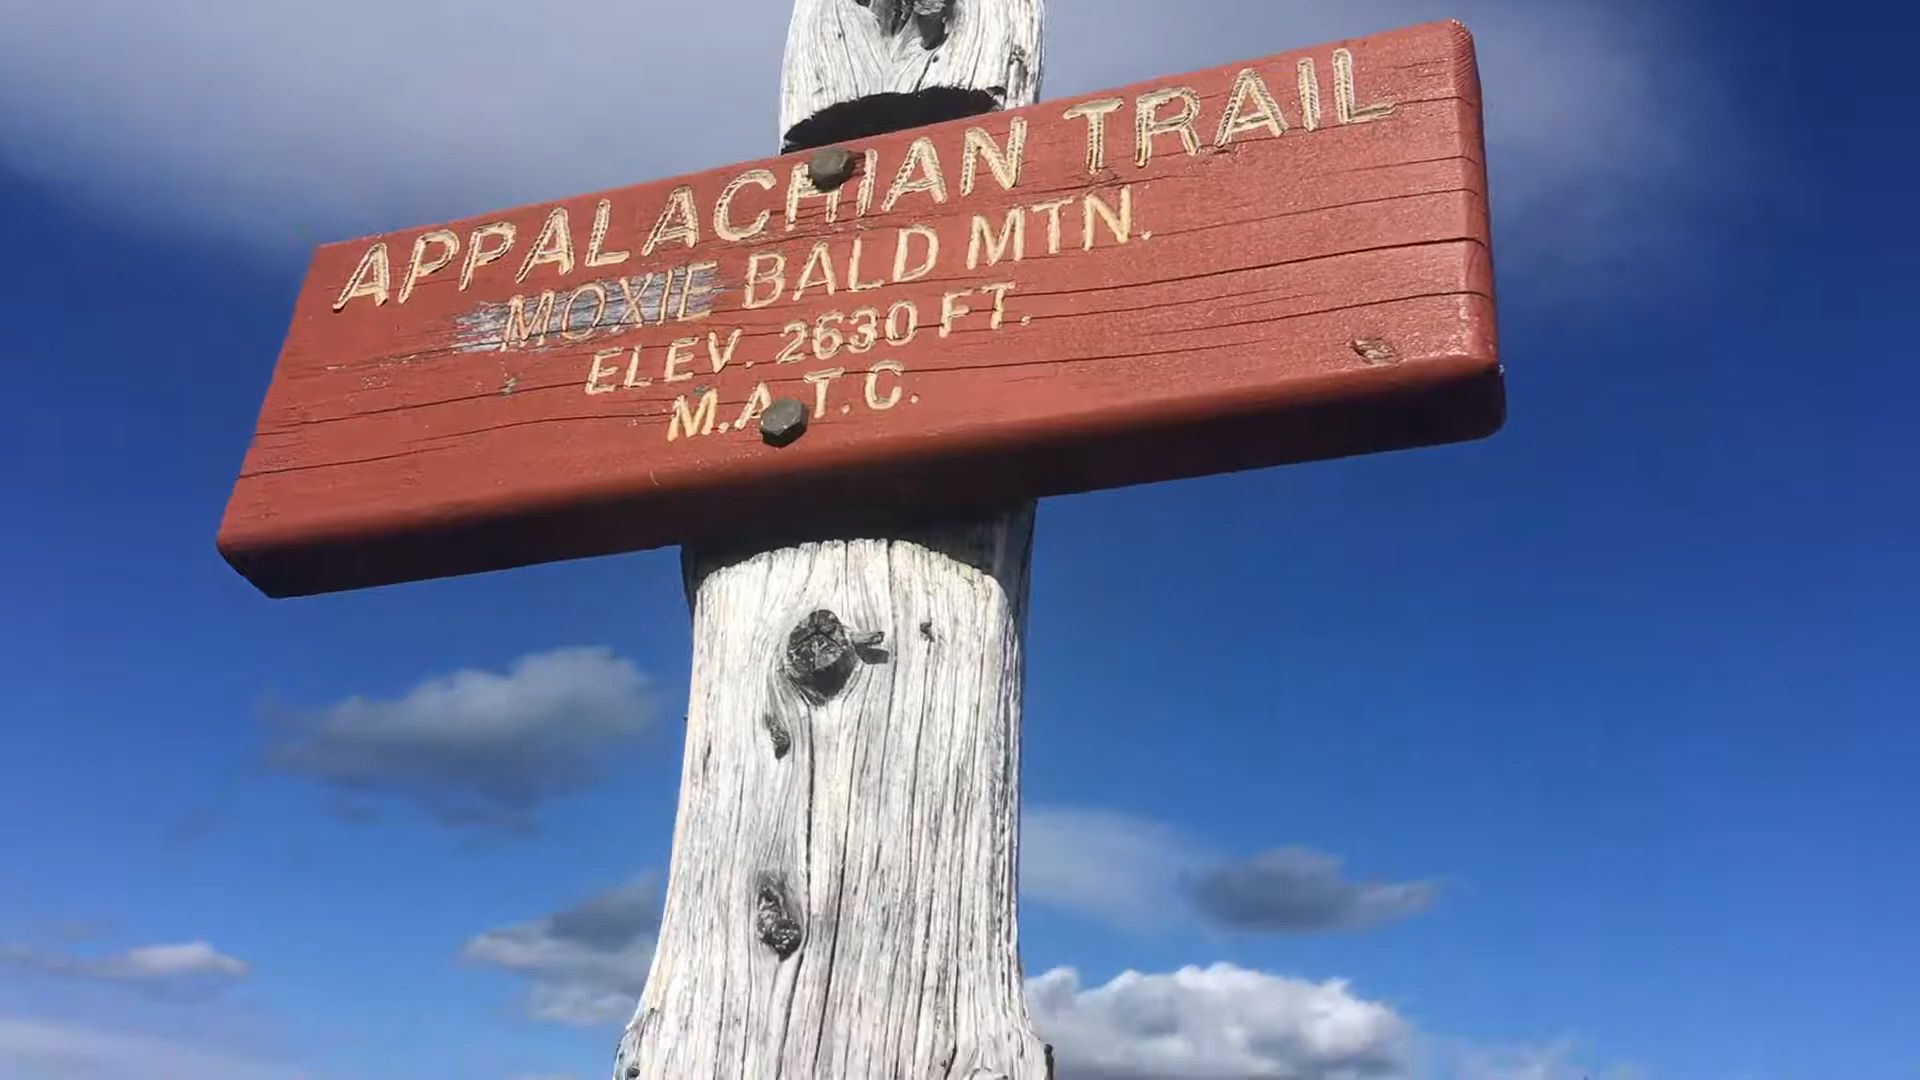 APPALACHIAN TRAIL
MOXIE BALD MTN.
ELEV. 2630 FT.
M.A.T.C.